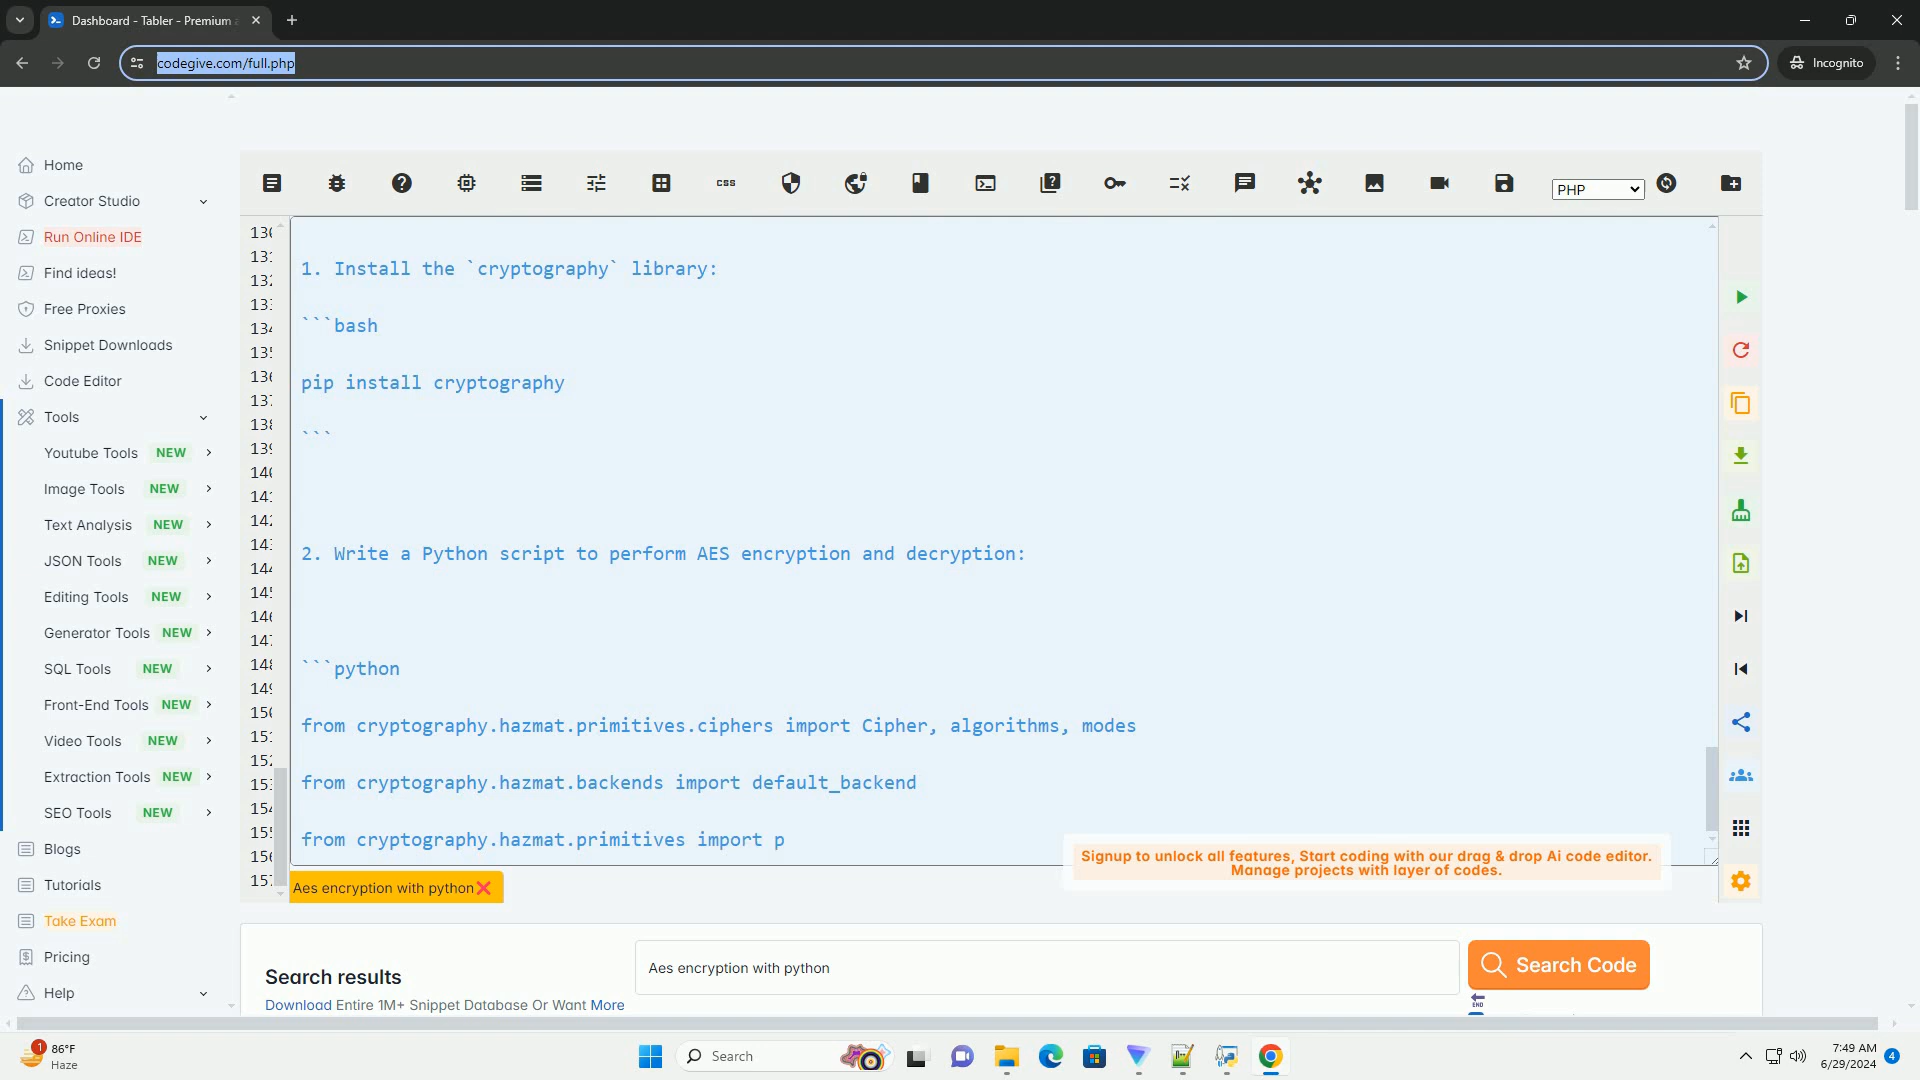 Dashboard - Tabler - Premium
codegive.com/full.php
Incognito
Home
Creator Studio
Run Online IDE
Find ideas!
Free Proxies
Snippet Downloads
Code Editor
Tools
Youtube Tools NEW
Image Tools NEW
Text Analysis NEW
JSON Tools NEW
Editing Tools NEW
Generator Tools NEW
SQL Tools NEW
Front-End Tools NEW
Video Tools NEW
Extraction Tools NEW
SEO Tools NEW
Blogs
Tutorials
Take Exam
Pricing
Help
css
PHP
1. Install the `cryptography` library:
```bash
pip install cryptography
```
2. Write a Python script to perform AES encryption and decryption:
```python
from cryptography.hazmat.primitives.ciphers import Cipher, algorithms, modes
from cryptography.hazmat.backends import default_backend
from cryptography.hazmat.primitives import p
Signup to unlock all features, Start coding with our drag & drop Ai code editor.
Manage projects with layer of codes.
Aes encryption with python
Search results
Download Entire 1M+ Snippet Database Or Want More
Aes encryption with python
Search Code
END
1
86°F
Haze
Search
7:49 AM
6/29/2024
4